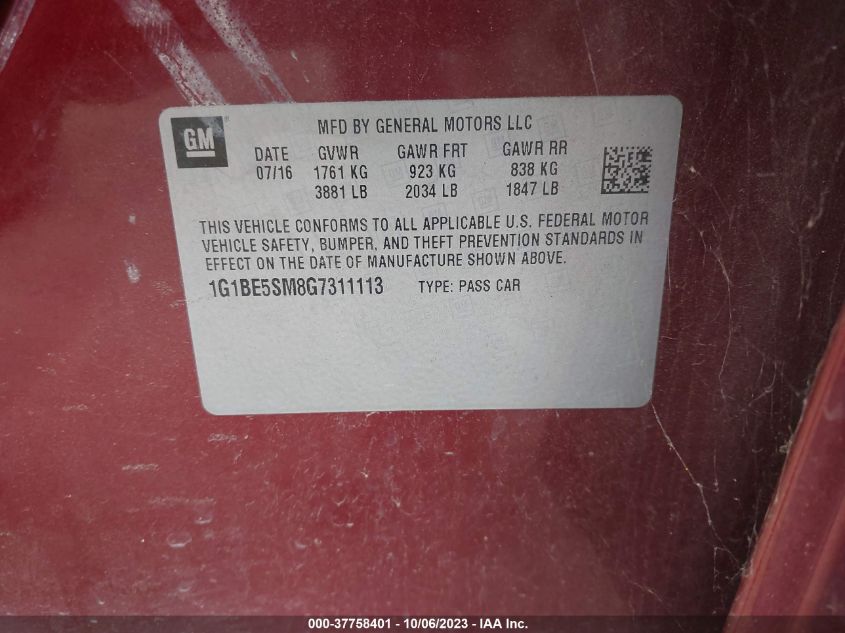 GM
MFD BY GENERAL MOTORS LLC
DATE GVWR GAWR FRT GAWR RR
07/16 1761 KG 923 KG 838 KG
3881 LB 2034 LB 1847 LB
THIS VEHICLE CONFORMS TO ALL APPLICABLE U.S. FEDERAL MOTOR
VEHICLE SAFETY, BUMPER, AND THEFT PREVENTION STANDARDS IN
EFFECT ON THE DATE OF MANUFACTURE SHOWN ABOVE.
1G1BE5SM8G7311113 TYPE: PASS CAR
000-37758401 - 10/06/2023 - IAA Inc.